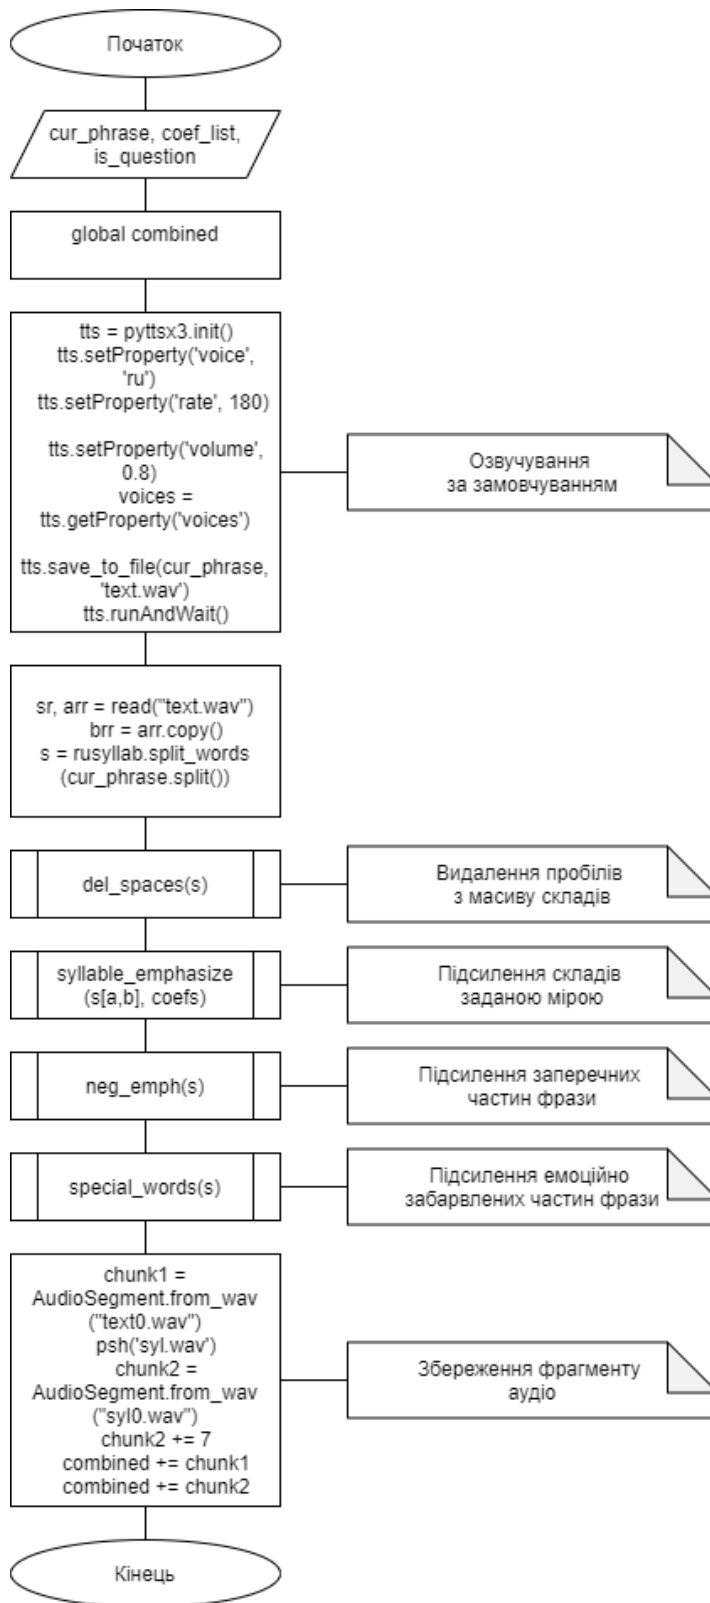 Початок
cur_phrase, coef_list,
is_question
global combined
tts = pyttsx3.init()
tts.setProperty('voice',
'ru')
tts.setProperty('rate', 180)
tts.setProperty('volume',
0.8)
voices =
tts.getProperty('voices')
tts.save_to_file(cur_phrase,
'text.wav')
tts.runAndWait()
Озвучування
за замовчуванням
sr, arr = read("text.wav")
brr = arr.copy()
s = rusyllab.split_words
(cur_phrase.split())
del_spaces(s)
Видалення пробілів
з масиву складів
syllable_emphasize
(s[a,b], coefs)
Підсилення складів
заданою мірою
neg_emph(s)
Підсилення заперечних
частин фрази
special_words(s)
Підсилення емоційно
забарвлених частин фрази
chunk1 =
AudioSegment.from_wav
("text0.wav")
psh('syl.wav')
chunk2 =
AudioSegment.from_wav
("syl0.wav")
chunk2 += 7
combined += chunk1
combined += chunk2
Збереження фрагменту
аудіо
Кінець